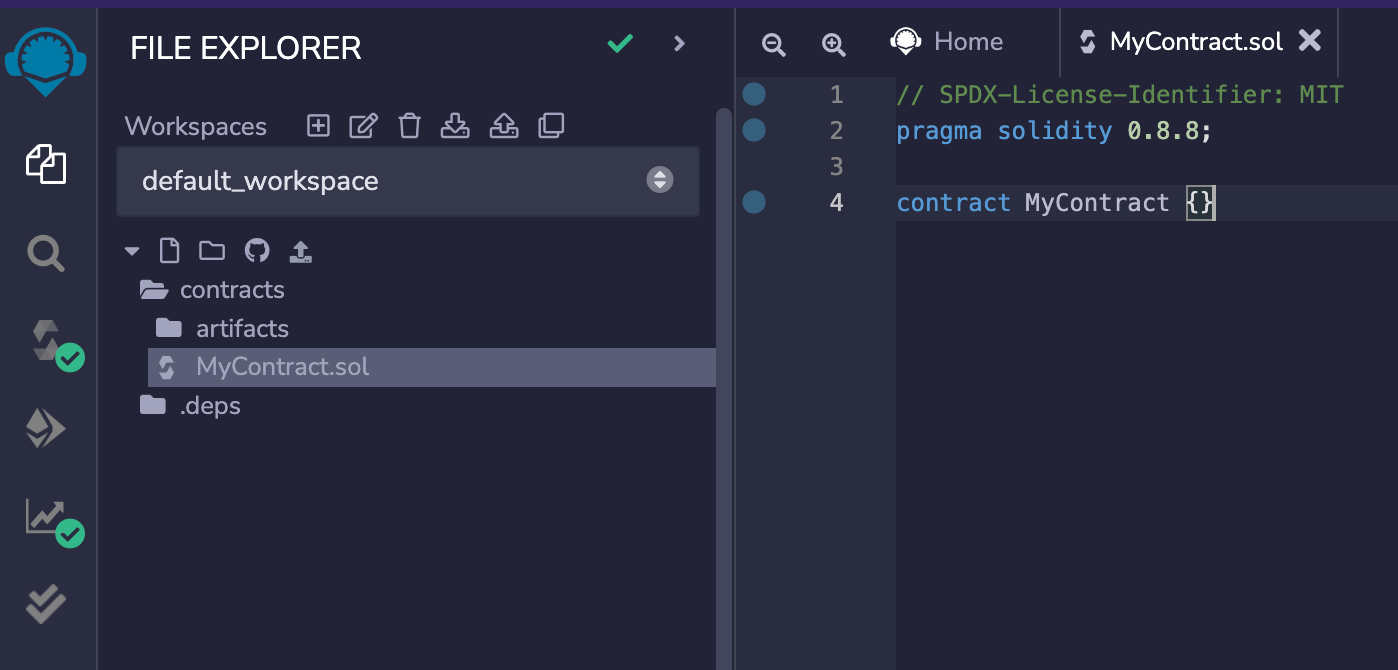 FILE EXPLORER
Workspaces
default_workspace
contracts
artifacts
MyContract.sol
.deps
Home
MyContract.sol
1 // SPDX-License-Identifier: MIT
2 pragma solidity 0.8.8;
3
4 contract MyContract {}